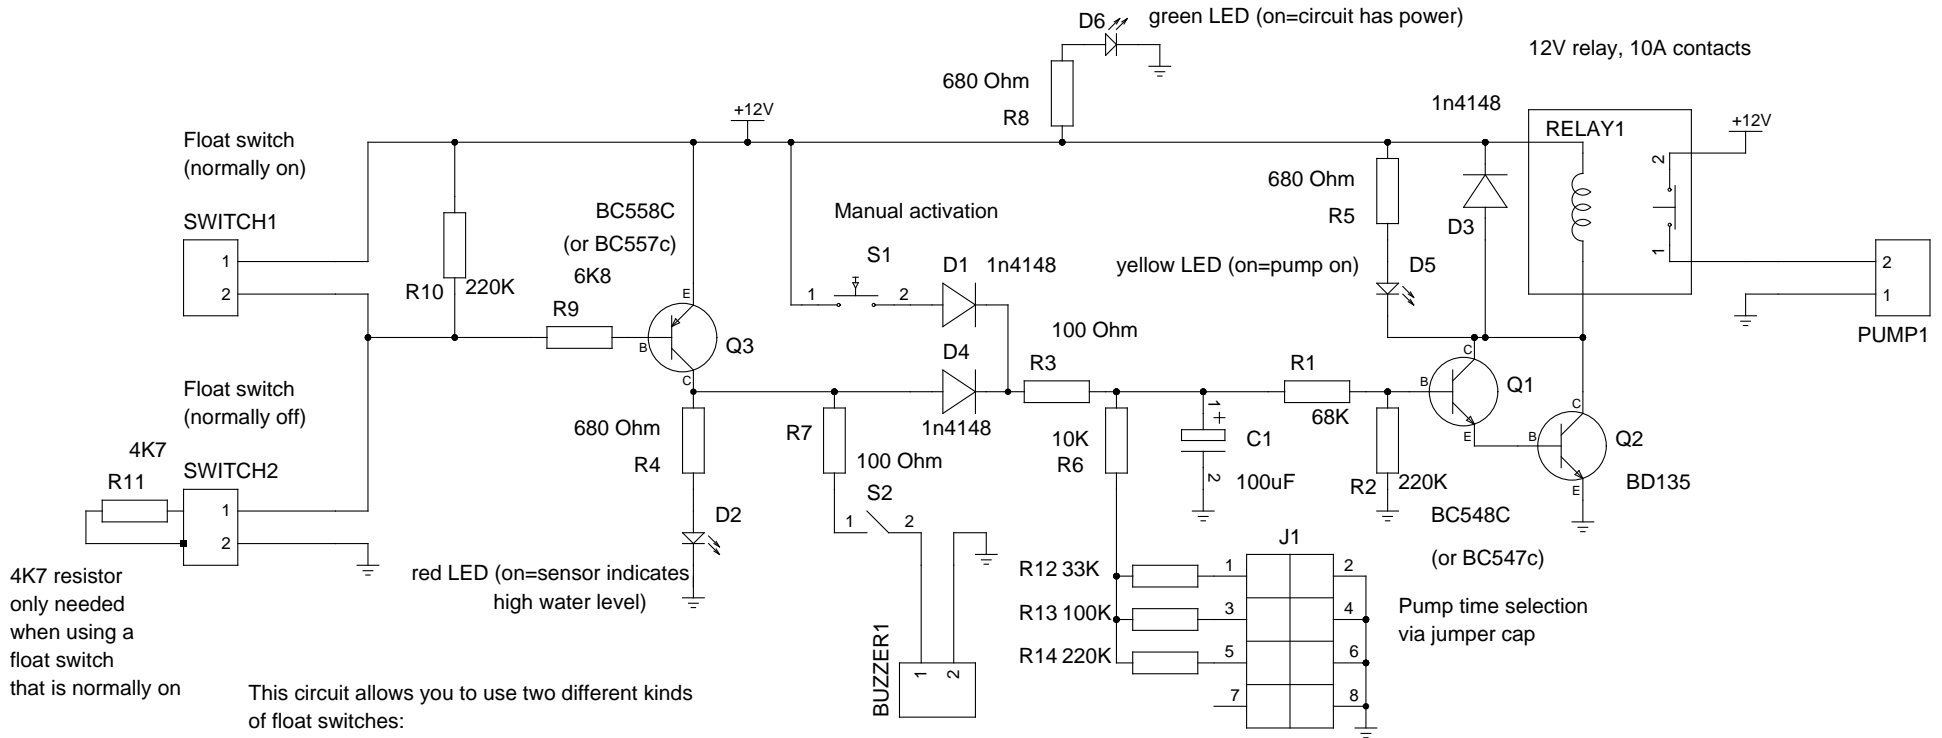 D6
green LED (on=circuit has power)
12V relay, 10A contacts
680 Ohm
R8
+12V
1n4148
RELAY1
+12V
Float switch
(normally on)
SWITCH1
1
2
R10
220K
BC558C
(or BC557c)
6K8
R9
E
B
C
Q3
Manual activation
S1
1
2
D1
1n4148
D4
1n4148
680 Ohm
R5
D3
yellow LED (on=pump on)
D5
2
1
2
1
PUMP1
100 Ohm
R3
R1
68K
C
B
E
Q1
C
B
E
Q2
BD135
Float switch
(normally off)
4K7
R11
SWITCH2
1
2
680 Ohm
R4
R7
100 Ohm
10K
R6
1
+
C1
2
100uF
R2
220K
BC548C
(or BC547c)
D2
S2
1
2
J1
4K7 resistor
only needed
when using a
float switch
that is normally on
red LED (on=sensor indicates
high water level)
BUZZER1
1
2
R12 33K
1
2
R13 100K
3
4
R14 220K
5
6
7
8
Pump time selection
via jumper cap
This circuit allows you to use two different kinds
of float switches: